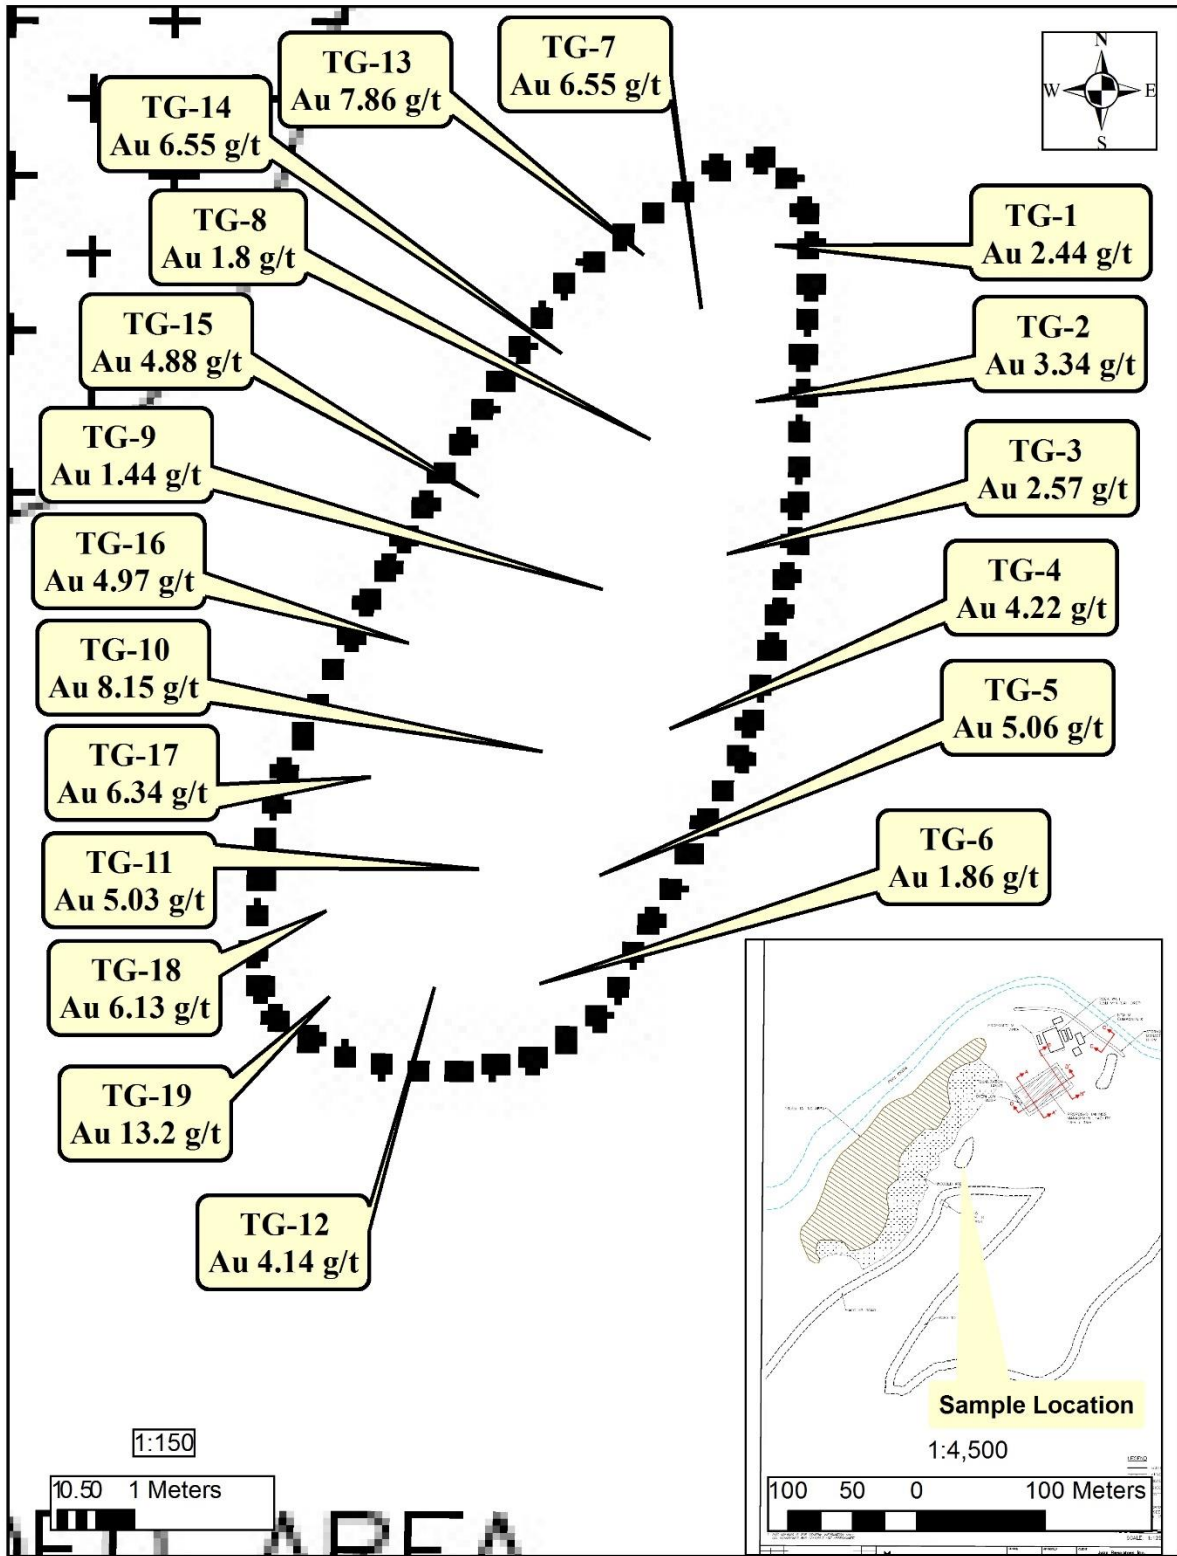 TG-7
Au 6.55 g/t
TG-13
Au 7.86 g/t
TG-14
Au 6.55 g/t
N
W
E
S
TG-8
Au 1.8 g/t
TG-1
Au 2.44 g/t
TG-15
Au 4.88 g/t
TG-2
Au 3.34 g/t
TG-9
Au 1.44 g/t
TG-3
Au 2.57 g/t
TG-16
Au 4.97 g/t
TG-4
Au 4.22 g/t
TG-10
Au 8.15 g/t
TG-5
Au 5.06 g/t
TG-17
Au 6.34 g/t
TG-11
Au 5.03 g/t
TG-6
Au 1.86 g/t
TG-18
Au 6.13 g/t
TG-19
Au 13.2 g/t
TG-12
Au 4.14 g/t
Sample Location
1:150
1:4,500
10.50 1 Meters
100 50 0 100 Meters
AREA